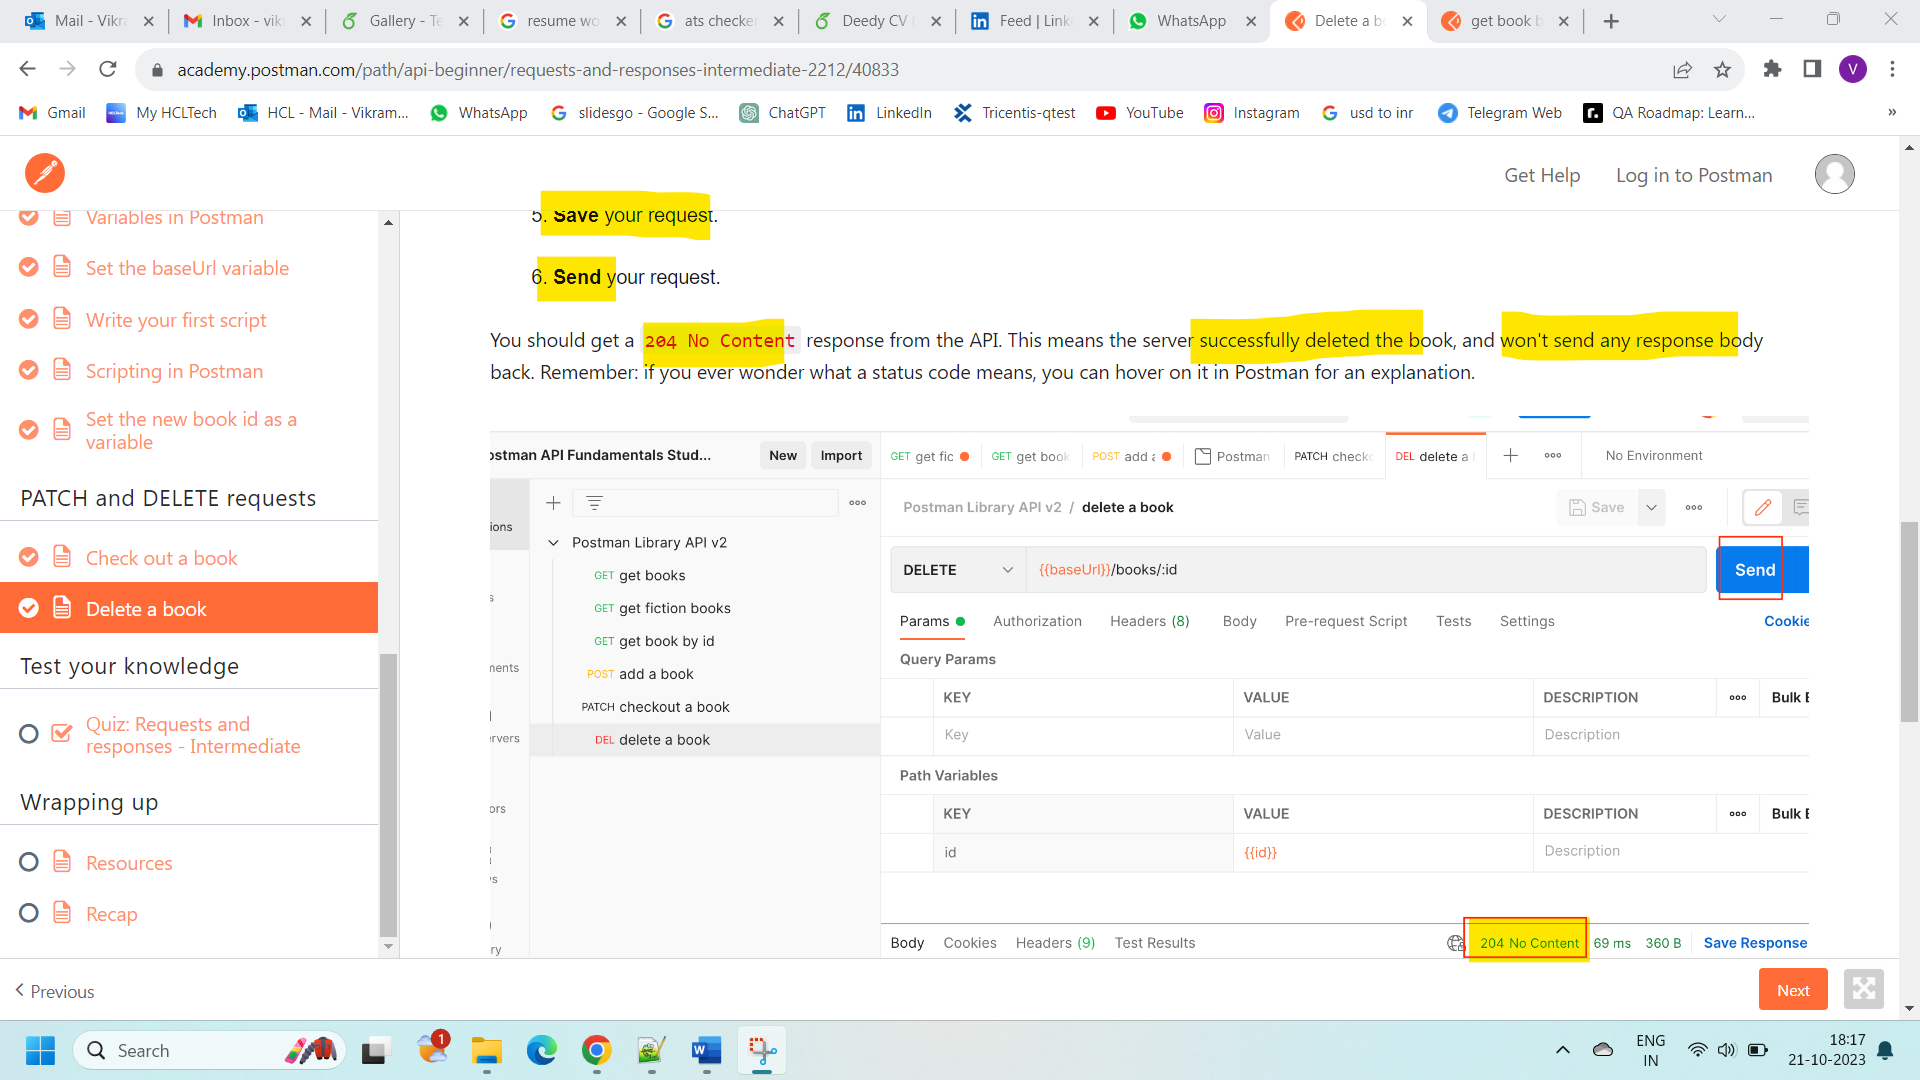 Mail - Vikra
Inbox - vik
Gallery - Te
resume wo
ats checke
Deedy CV (
Feed | Link
WhatsApp
Delete a b
get book b
academy.postman.com/path/api-beginner/requests-and-responses-intermediate-2212/40833
V
Gmail
My HCLTech
HCL - Mail - Vikram...
WhatsApp
slidesgo - Google S...
ChatGPT
LinkedIn
Tricentis-qtest
YouTube
Instagram
usd to inr
Telegram Web
QA Roadmap: Learn...
»
Get Help
Log in to Postman
Variables in Postman
Set the baseUrl variable
Write your first script
Scripting in Postman
Set the new book id as a
variable
PATCH and DELETE requests
Check out a book
Delete a book
Test your knowledge
Quiz: Requests and
responses - Intermediate
Wrapping up
Resources
Recap
5. Save your request.
6. Send your request.
You should get a 204 No Content response from the API. This means the server successfully deleted the book, and won't send any response body
back. Remember: if you ever wonder what a status code means, you can hover on it in Postman for an explanation.
ostman API Fundamentals Stud...
New
Import
GET get fic
GET get book
POST add a
Postman
PATCH check
DEL delete a
No Environment
ions
Postman Library API v2 / delete a book
Save
Postman Library API v2
GET get books
GET get fiction books
GET get book by id
POST add a book
PATCH checkout a book
DEL delete a book
s
ments
rvers
ors
vs
ry
DELETE
{{baseUrl}}/books/:id
Send
Params
Authorization
Headers (8)
Body
Pre-request Script
Tests
Settings
Cookie
Query Params
KEY VALUE DESCRIPTION Bulk E
Key Value Description
Path Variables
KEY VALUE DESCRIPTION Bulk E
id {{id}} Description
Body
Cookies
Headers (9)
Test Results
204 No Content
69 ms
360 B
Save Response
Previous
Next
Search
1
ENG
IN
18:17
21-10-2023